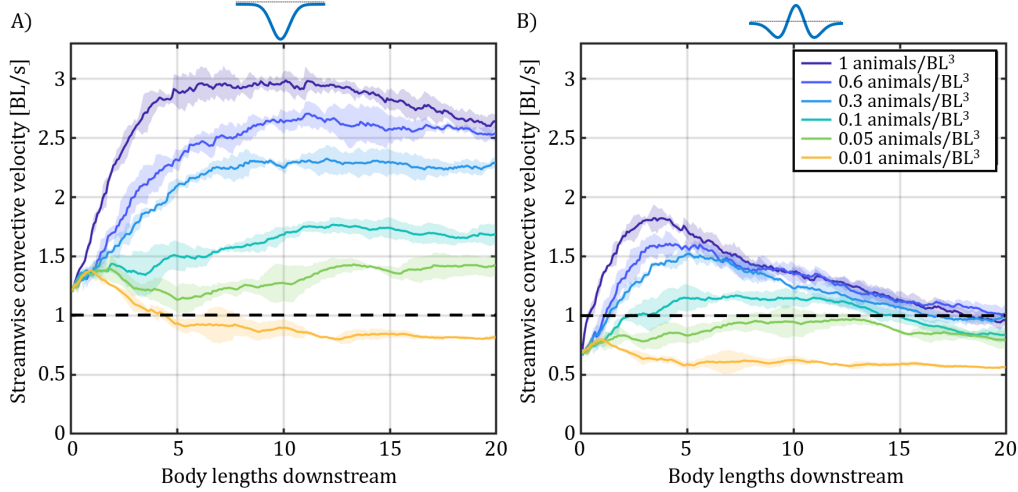 A)
Streamwise convective velocity [BL/s]
3
2.5
2
1.5
1
0.5
0
0 5 10 15 20
Body lengths downstream
B)
Streamwise convective velocity [BL/s]
3
2.5
2
1.5
1
0.5
0
0 5 10 15 20
Body lengths downstream
1 animals/BL³
0.6 animals/BL³
0.3 animals/BL³
0.1 animals/BL³
0.05 animals/BL³
0.01 animals/BL³